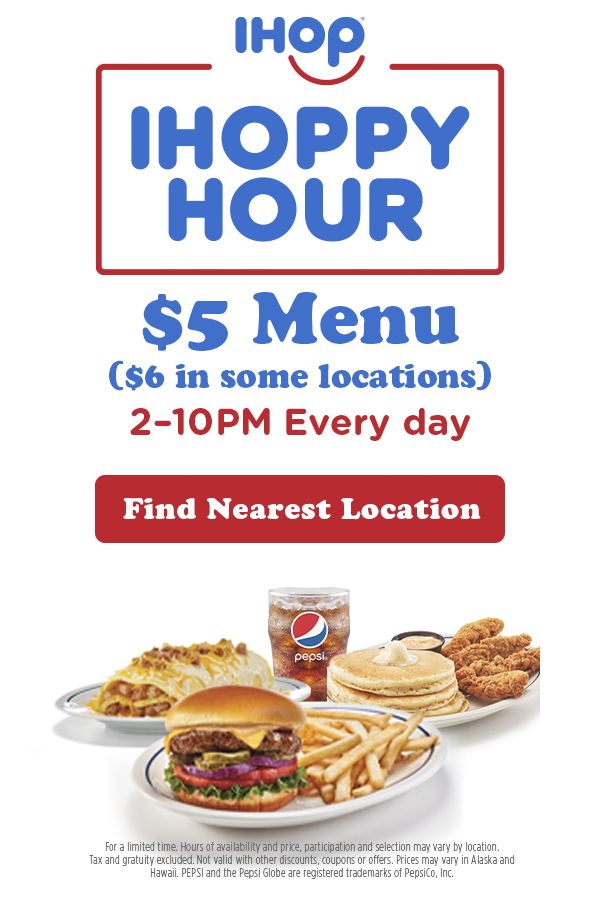 IHOP
IHOPPY
HOUR
$5 Menu
($6 in some locations)
2–10PM Every day
Find Nearest Location
pepsi
For a limited time. Hours of availability and price, participation and selection may vary by location.
Tax and gratuity excluded. Not valid with other discounts, coupons or offers. Prices may vary in Alaska and
Hawaii. PEPSI and the Pepsi Globe are registered trademarks of PepsiCo, Inc.